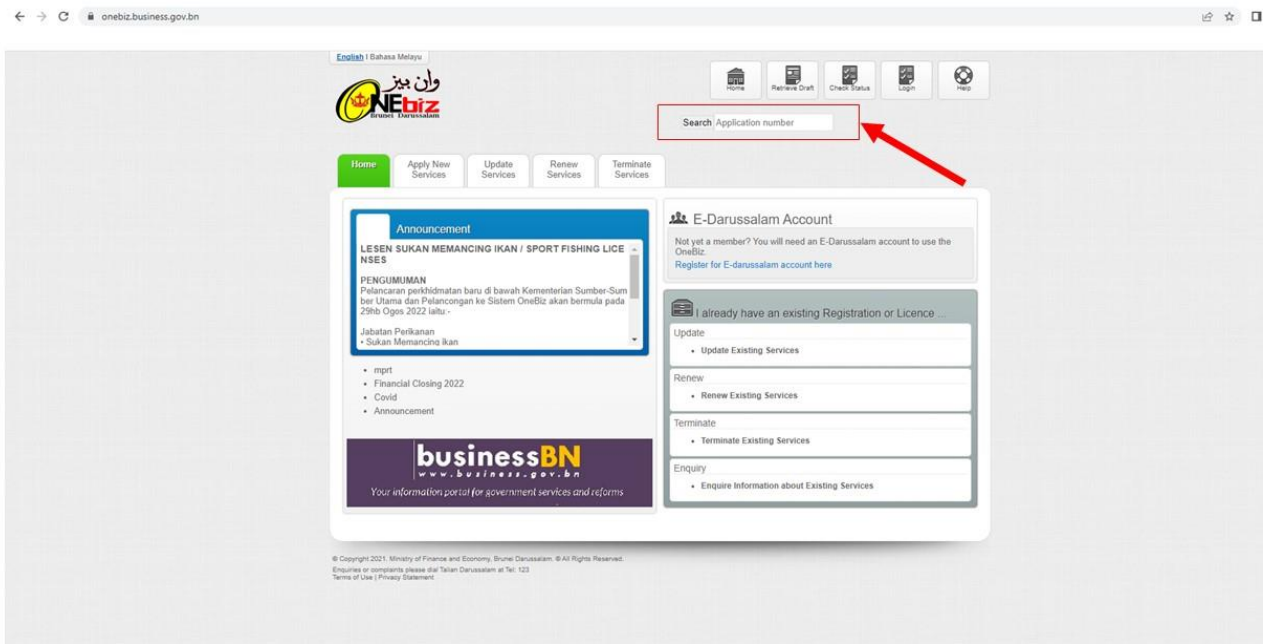 onebiz.business.gov.bn
English | Bahasa Melayu
وان بيز
ONEbiz
Brunei Darussalam
Home
Retrieve Draft
Check Status
Login
Help
Search Application number
Home
Apply New
Services
Update
Services
Renew
Services
Terminate
Services
Announcement
LESEN SUKAN MEMANCING IKAN / SPORT FISHING LICE
NSES
PENGUMUMAN
Pelancaran perkhidmatan baru di bawah Kementerian Sumber-Sum
ber Utama dan Pelancongan ke Sistem OneBiz akan bermula pada
29hb Ogos 2022 iaitu:-
Jabatan Perikanan
• Sukan Memancing ikan
• mprt
• Financial Closing 2022
• Covid
• Announcement
businessBN
www.business.gov.bn
Your information portal for government services and reforms
E-Darussalam Account
Not yet a member? You will need an E-Darussalam account to use the
OneBiz.
Register for E-darussalam account here
I already have an existing Registration or Licence ...
Update
• Update Existing Services
Renew
• Renew Existing Services
Terminate
• Terminate Existing Services
Enquiry
• Enquire Information about Existing Services
© Copyright 2021. Ministry of Finance and Economy, Brunei Darussalam. © All Rights Reserved.
Enquiries or complaints please dial Talian Darussalam at Tel: 123
Terms of Use | Privacy Statement